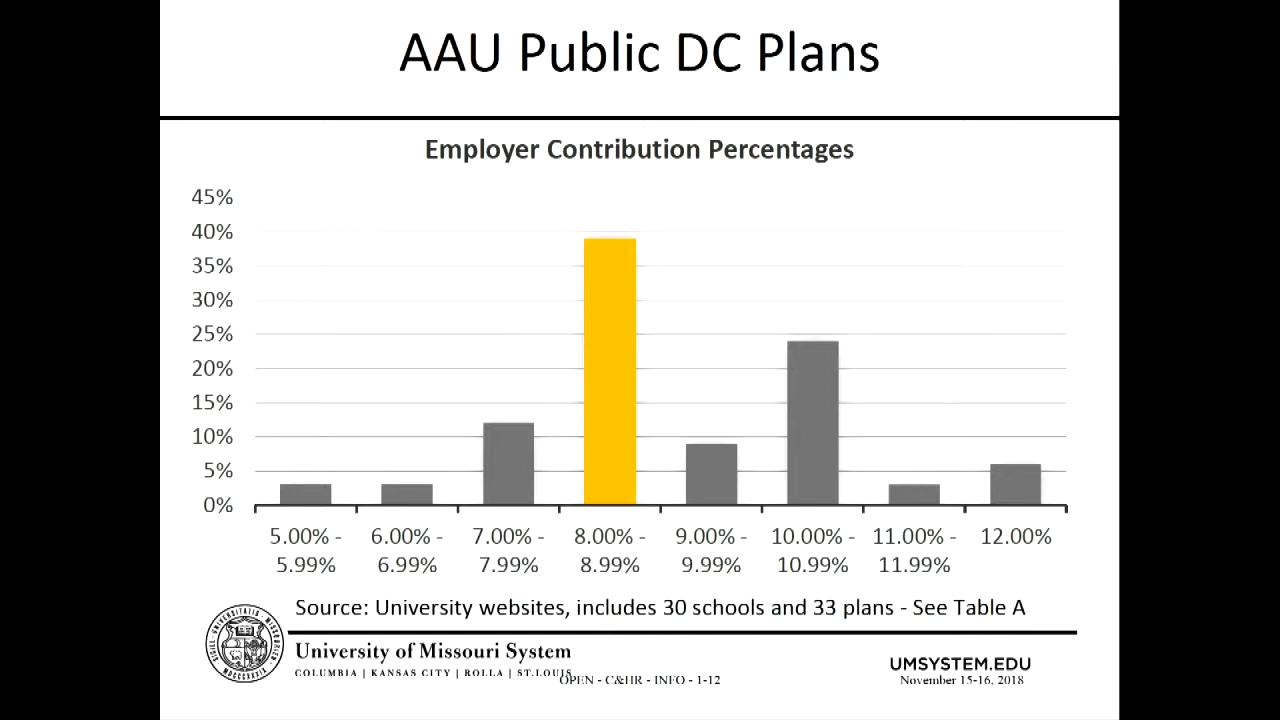 AAU Public DC Plans
Employer Contribution Percentages
45%
40%
35%
30%
25%
20%
15%
10%
5%
0%
5.00% - 6.00% - 7.00% - 8.00% - 9.00% - 10.00% - 11.00% - 12.00%
5.99% 6.99% 7.99% 8.99% 9.99% 10.99% 11.99%
Source: University websites, includes 30 schools and 33 plans - See Table A
University of Missouri System
COLUMBIA | KANSAS CITY | ROLLA | ST.LOUIS
OPEN - C&HR - INFO - 1-12
UMSYSTEM.EDU
November 15-16, 2018